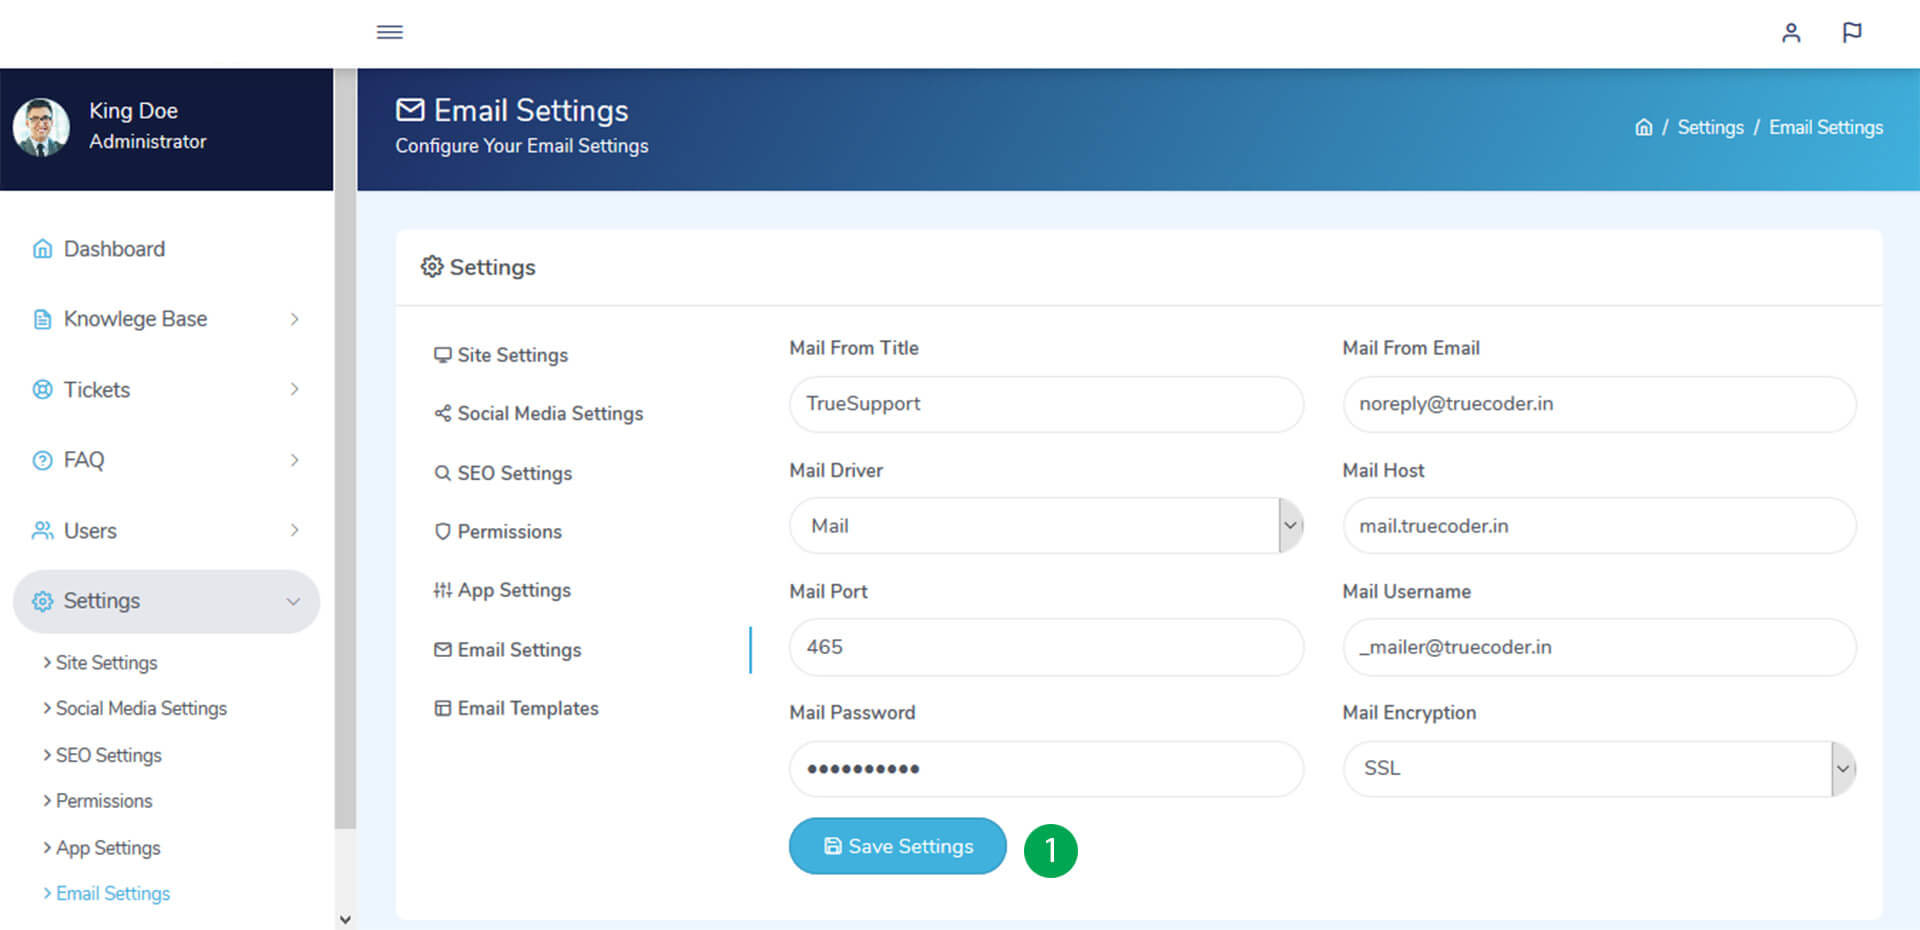 King Doe
Administrator
Email Settings
Configure Your Email Settings
/ Settings / Email Settings
Dashboard
Knowlege Base
Tickets
FAQ
Users
Settings
Site Settings
Social Media Settings
SEO Settings
Permissions
App Settings
Email Settings
Settings
Site Settings
Social Media Settings
SEO Settings
Permissions
App Settings
Email Settings
Email Templates
Mail From Title
TrueSupport
Mail From Email
noreply@truecoder.in
Mail Driver
Mail
Mail Host
mail.truecoder.in
Mail Port
465
Mail Username
_mailer@truecoder.in
Mail Password
••••••••••
Mail Encryption
SSL
Save Settings
1